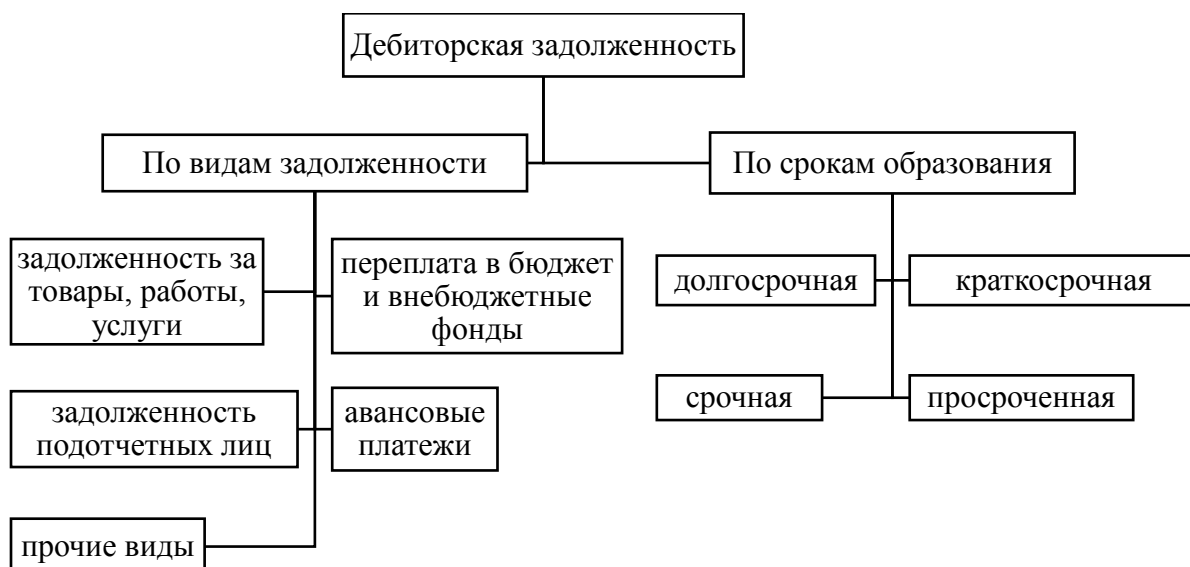 Дебиторская задолженность
По видам задолженности
По срокам образования
задолженность за
товары, работы,
услуги
переплата в бюджет
и внебюджетные
фонды
долгосрочная
краткосрочная
задолженность
подотчетных лиц
авансовые
платежи
срочная
просроченная
прочие виды